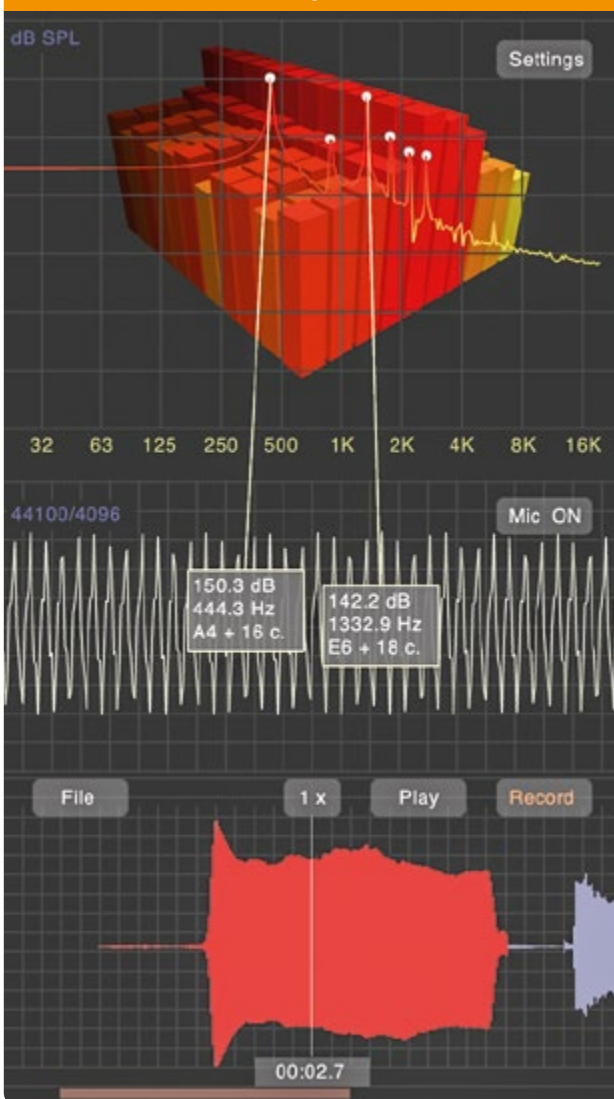 dB SPL
Settings
32 63 125 250 500 1K 2K 4K 8K 16K
44100/4096
Mic ON
150.3 dB
444.3 Hz
A4 + 16 c.
142.2 dB
1332.9 Hz
E6 + 18 c.
File 1 x Play Record
00:02.7